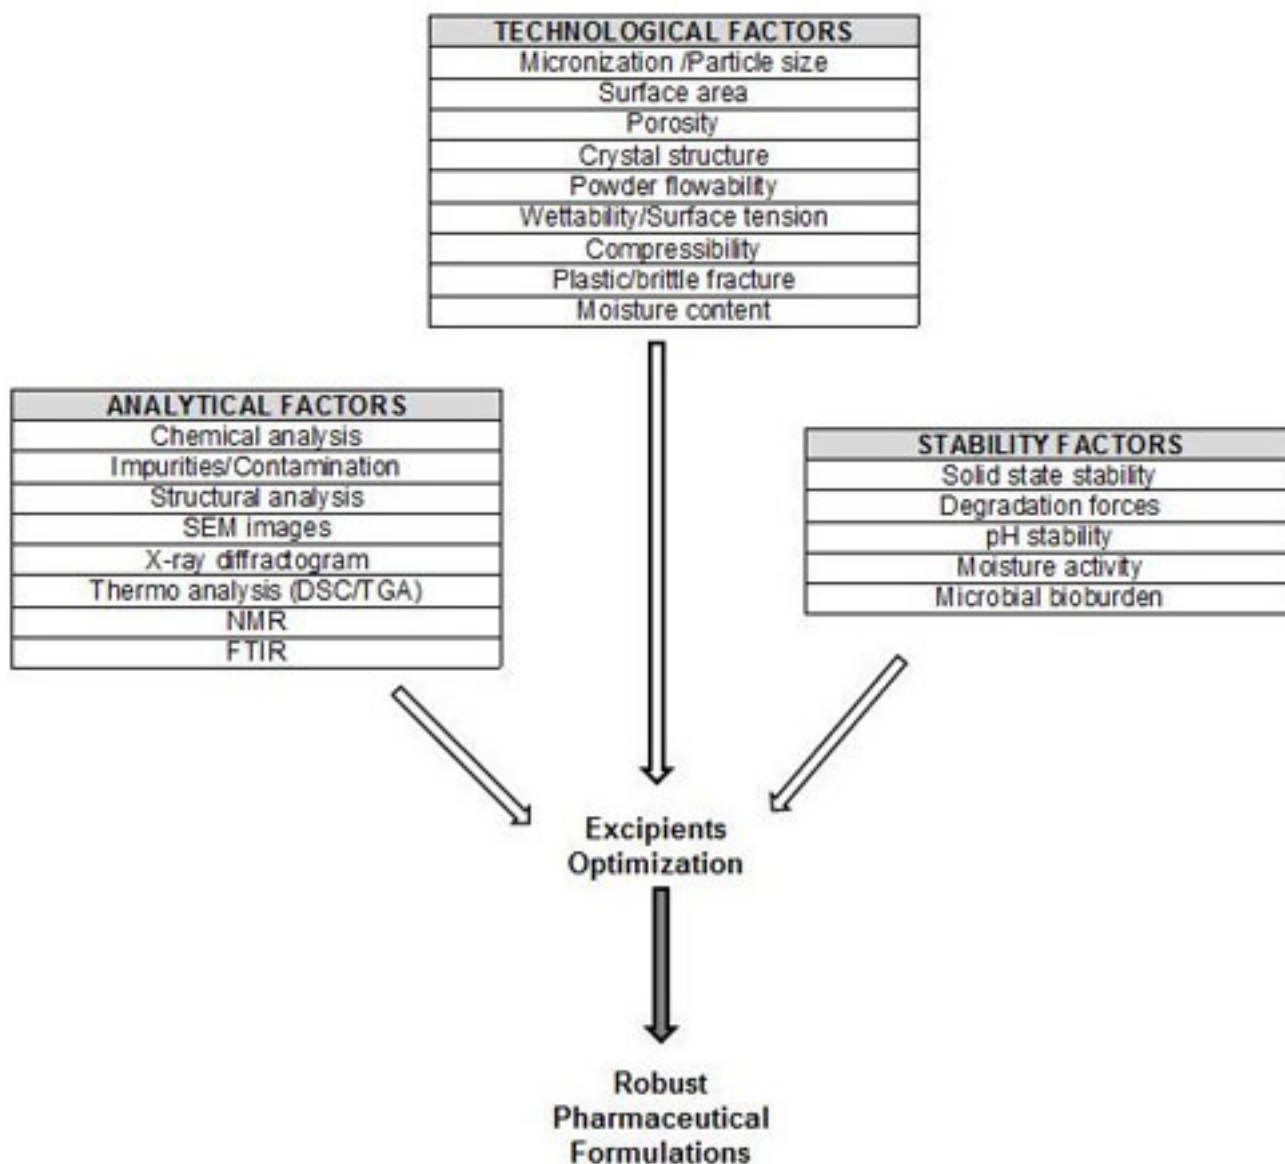 TECHNOLOGICAL FACTORS
Micronization /Particle size
Surface area
Porosity
Crystal structure
Powder flowability
Wettability/Surface tension
Compressibility
Plastic/brittle fracture
Moisture content
ANALYTICAL FACTORS
Chemical analysis
Impurities/Contamination
Structural analysis
SEM images
X-ray diffractogram
Thermo analysis (DSC/TGA)
NMR
FTIR
STABILITY FACTORS
Solid state stability
Degradation forces
pH stability
Moisture activity
Microbial bioburden
Excipients
Optimization
Robust
Pharmaceutical
Formulations